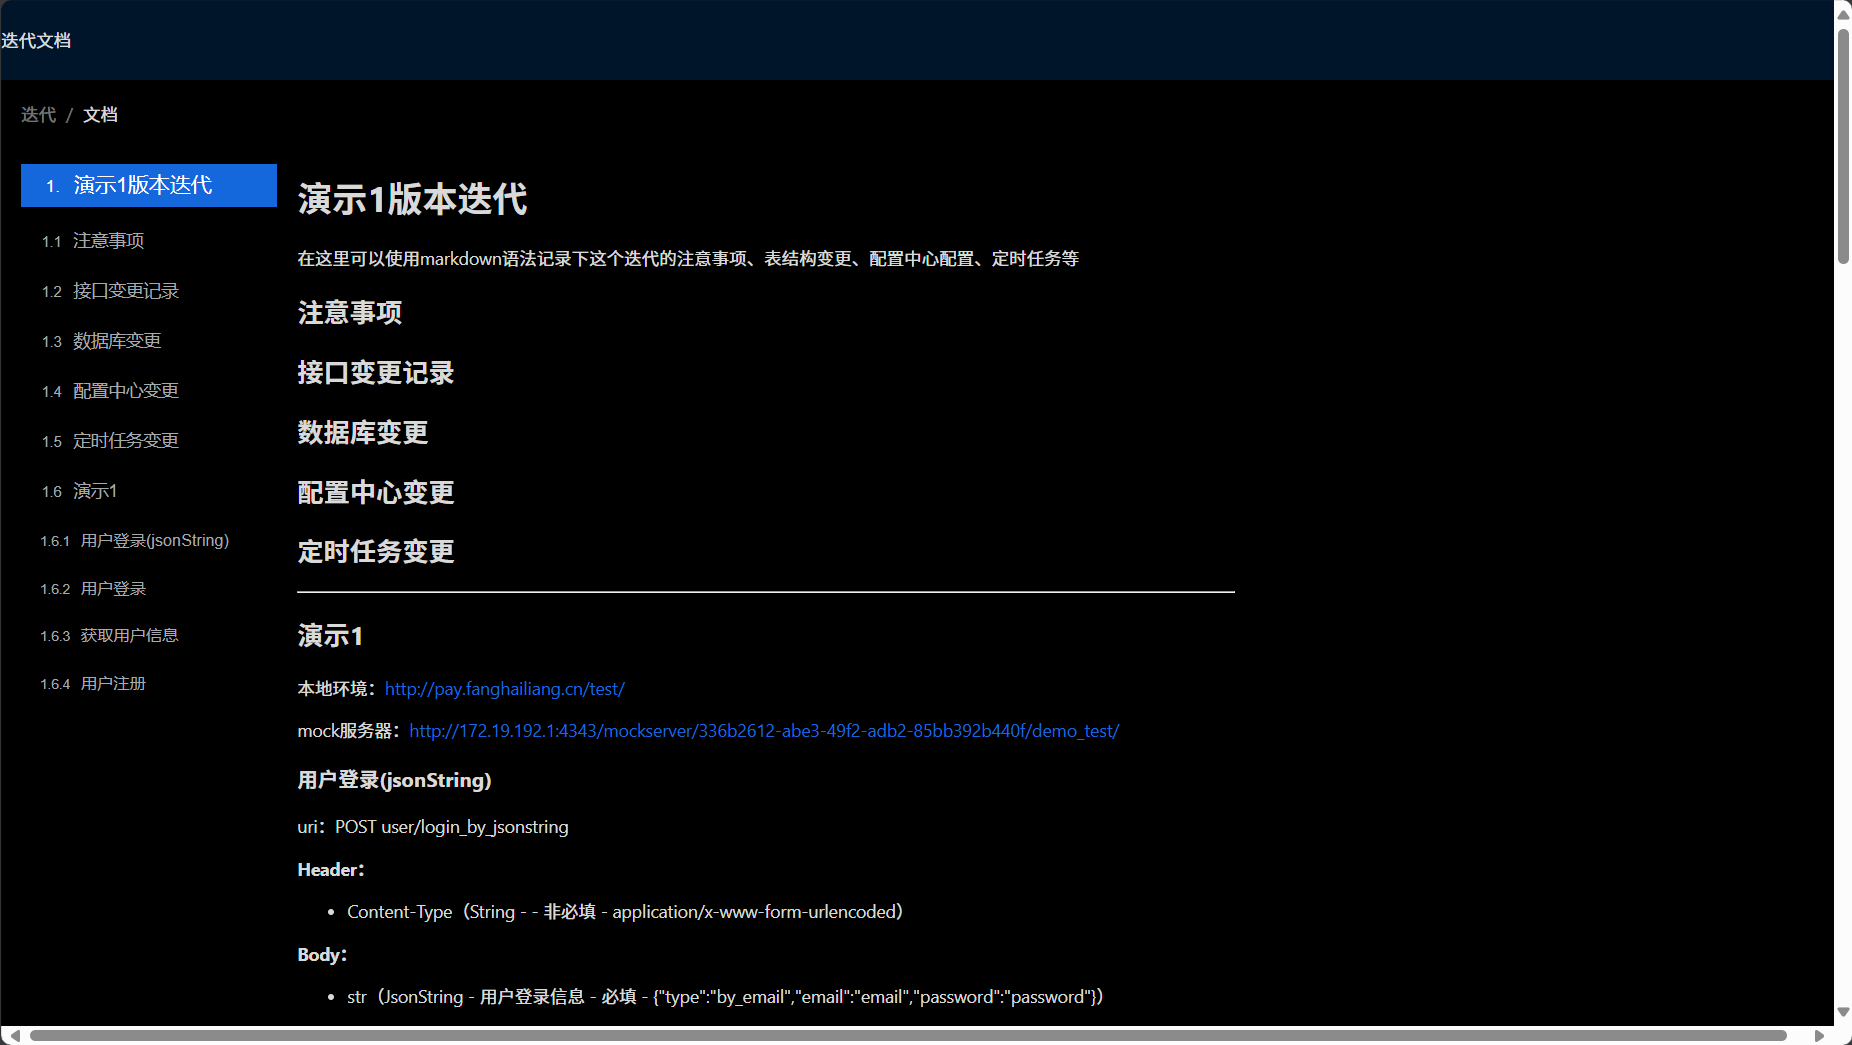 迭代文档
迭代 / 文档
1. 演示1版本迭代
1.1 注意事项
1.2 接口变更记录
1.3 数据库变更
1.4 配置中心变更
1.5 定时任务变更
1.6 演示1
1.6.1 用户登录(jsonString)
1.6.2 用户登录
1.6.3 获取用户信息
1.6.4 用户注册
演示1版本迭代
在这里可以使用markdown语法记录下这个迭代的注意事项、表结构变更、配置中心配置、定时任务等
注意事项
接口变更记录
数据库变更
配置中心变更
定时任务变更
演示1
本地环境：http://pay.fanghailiang.cn/test/
mock服务器：http://172.19.192.1:4343/mockserver/336b2612-abe3-49f2-adb2-85bb392b440f/demo_test/
用户登录(jsonString)
uri：POST user/login_by_jsonstring
Header：
• Content-Type（String - - 非必填 - application/x-www-form-urlencoded）
Body：
• str（JsonString - 用户登录信息 - 必填 - {"type":"by_email","email":"email","password":"password"}）